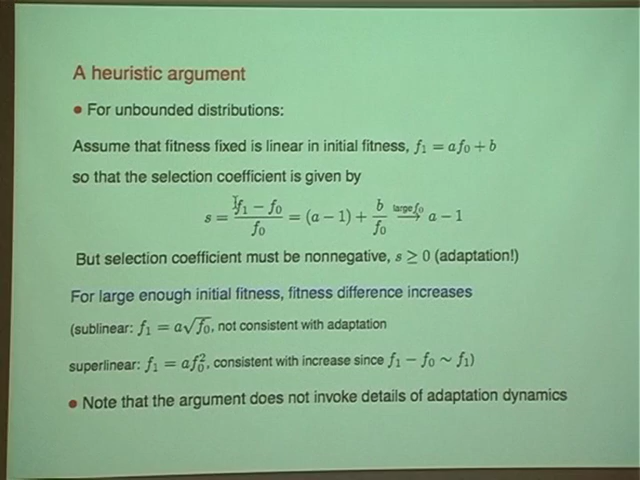 A heuristic argument
• For unbounded distributions:
Assume that fitness fixed is linear in initial fitness, f₁ = af₀ + b
so that the selection coefficient is given by
s = (f₁ − f₀)/f₀ = (a − 1) + b/f₀ →(large f₀) a − 1
But selection coefficient must be nonnegative, s ≥ 0 (adaptation!)
For large enough initial fitness, fitness difference increases
(sublinear: f₁ = a√f₀, not consistent with adaptation
superlinear: f₁ = af₀², consistent with increase since f₁ − f₀ ~ f₁)
• Note that the argument does not invoke details of adaptation dynamics